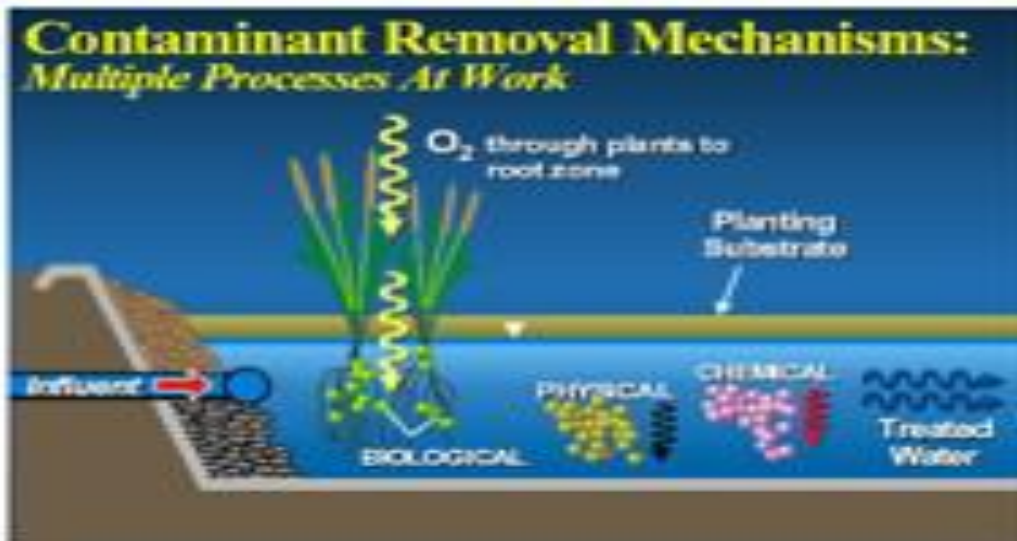 Contaminant Removal Mechanisms:
Multiple Processes At Work
O₂ through plants to
root zone
Planting
Substrate
Influent
BIOLOGICAL
PHYSICAL
CHEMICAL
Treated
Water